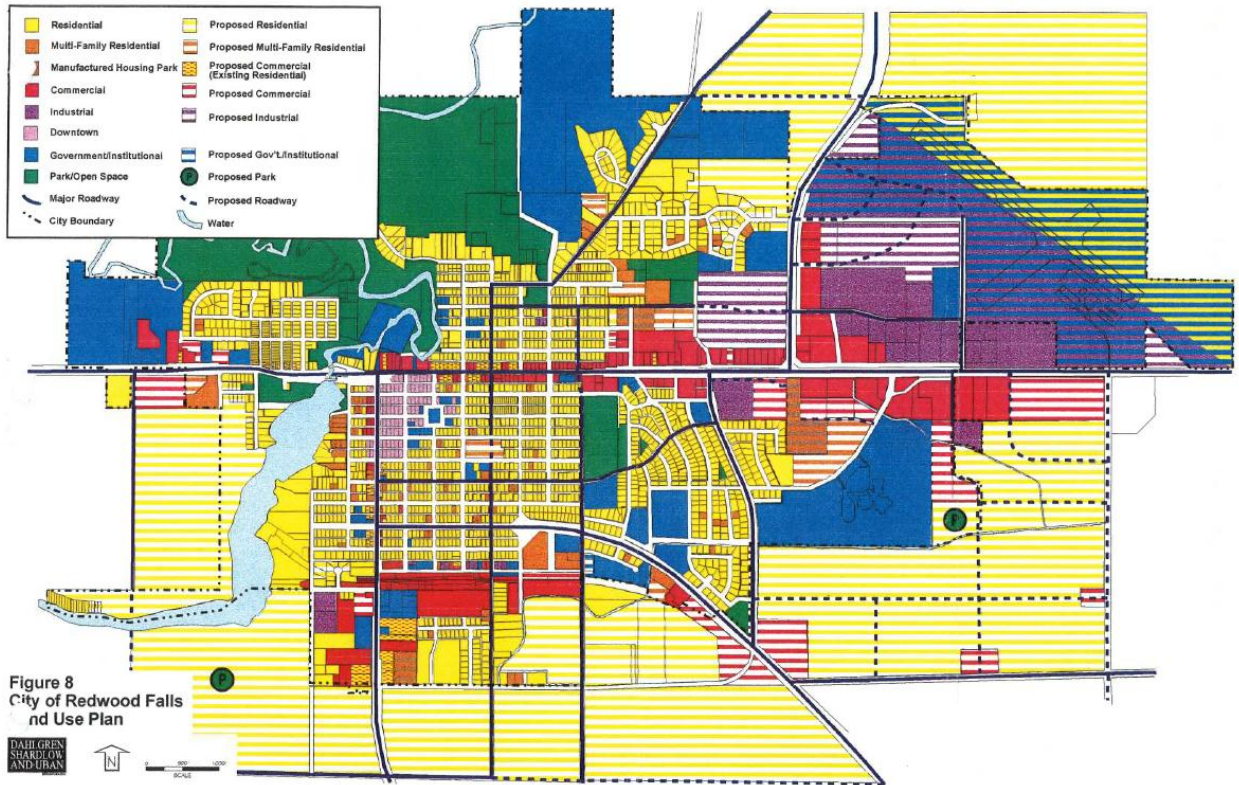 Residential
Multi-Family Residential
Manufactured Housing Park
Commercial
Industrial
Downtown
Government/Institutional
Park/Open Space
Major Roadway
City Boundary
Proposed Residential
Proposed Multi-Family Residential
Proposed Commercial
(Existing Residential)
Proposed Commercial
Proposed Industrial
Proposed Gov't./Institutional
P
Proposed Park
Proposed Roadway
Water
P
P
Figure 8
City of Redwood Falls
nd Use Plan
DAHLGREN
SHARDLOW
AND·UBAN
N
SCALE